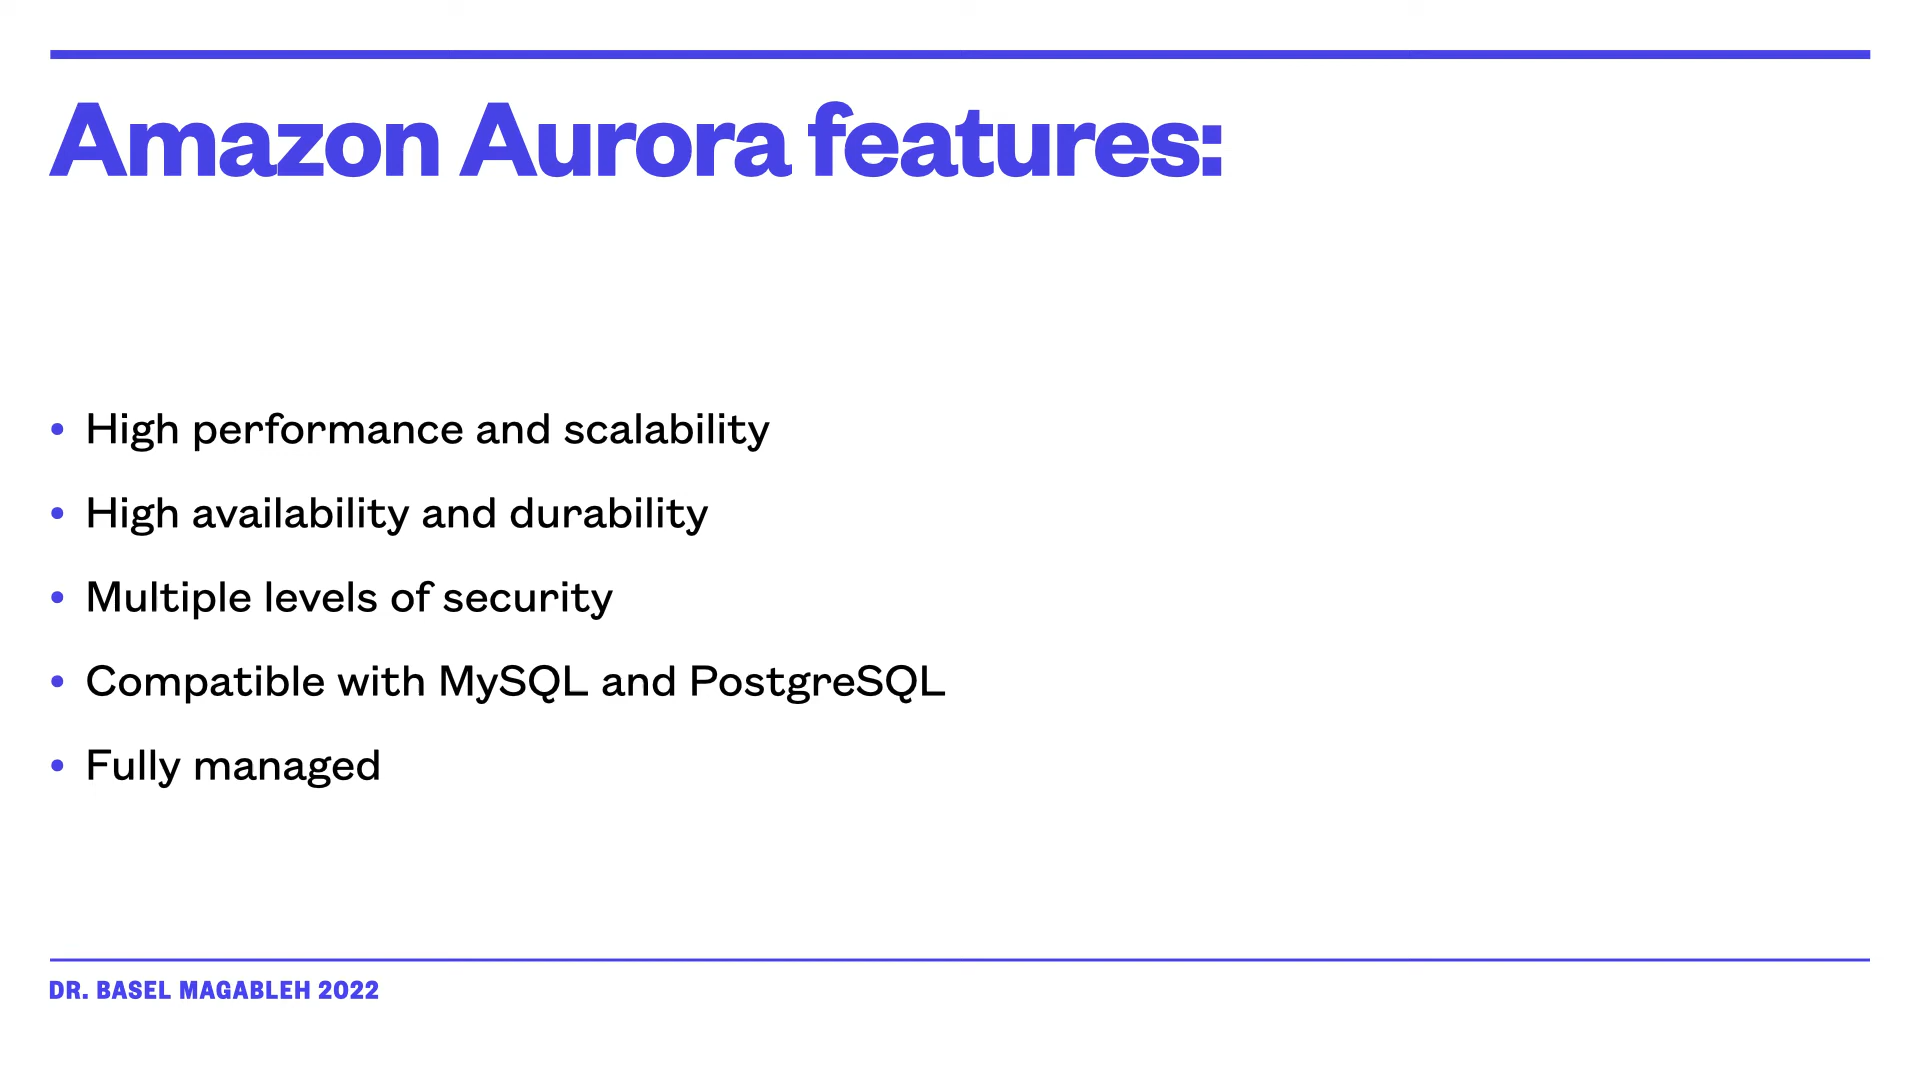 Amazon Aurora features:
• High performance and scalability
• High availability and durability
• Multiple levels of security
• Compatible with MySQL and PostgreSQL
• Fully managed
DR. BASEL MAGABLEH 2022